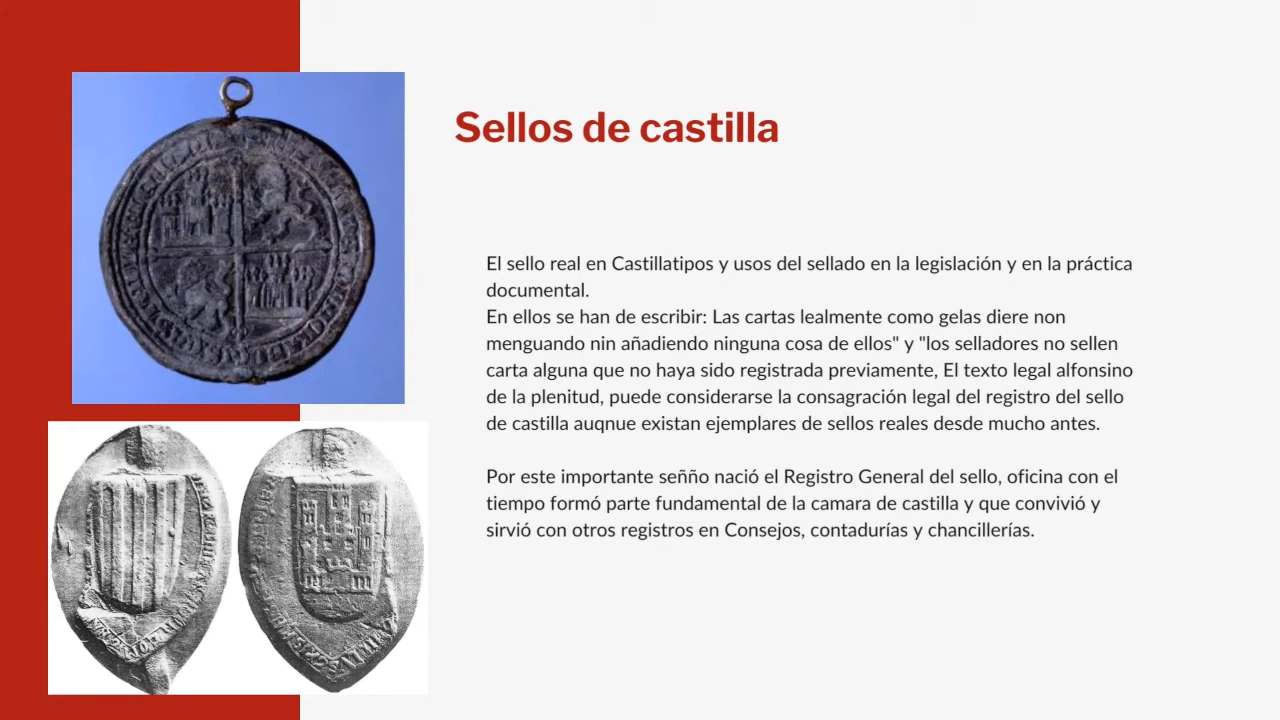 Sellos de castilla
El sello real en Castillatipos y usos del sellado en la legislación y en la práctica
documental.
En ellos se han de escribir: Las cartas lealmente como gelas diere non
menguando nin añadiendo ninguna cosa de ellos" y "los selladores no sellen
carta alguna que no haya sido registrada previamente, El texto legal alfonsino
de la plenitud, puede considerarse la consagración legal del registro del sello
de castilla auqnue existan ejemplares de sellos reales desde mucho antes.
Por este importante señño nació el Registro General del sello, oficina con el
tiempo formó parte fundamental de la camara de castilla y que convivió y
sirvió con otros registros en Consejos, contadurías y chancillerías.